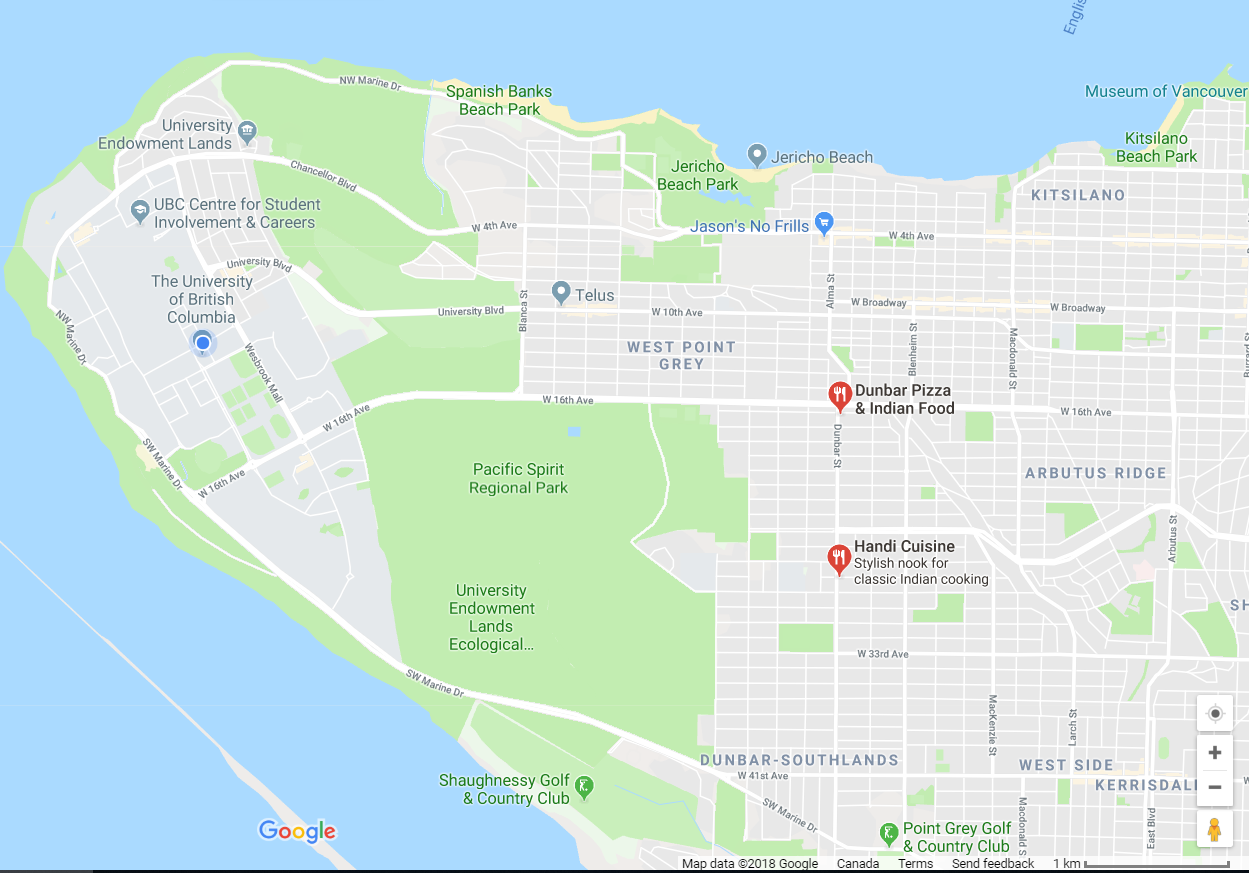 Englis
NW Marine Dr
Spanish Banks
Beach Park
Museum of Vancouver
University
Endowment Lands
Kitsilano
Beach Park
Jericho Beach
Chancellor Blvd
Jericho
Beach Park
KITSILANO
UBC Centre for Student
Involvement & Careers
W 4th Ave
Jason's No Frills
W 4th Ave
University Blvd
The University
of British
Columbia
Telus
Alma St
Blanca St
University Blvd
W 10th Ave
W Broadway
W Broadway
NW Marine Dr
Wesbrook Mall
WEST POINT
GREY
Blenheim St
Macdonald St
Burrard St
Dunbar Pizza
& Indian Food
W 16th Ave
W 16th Ave
W 16th Ave
Dunbar St
SW Marine Dr
W 16th Ave
Pacific Spirit
Regional Park
ARBUTUS RIDGE
Arbutus St
Handi Cuisine
Stylish nook for
classic Indian cooking
University
Endowment
Lands
Ecological...
SH
W 33rd Ave
SW Marine Dr
MacKenzie St
Larch St
DUNBAR-SOUTHLANDS
WEST SIDE
W 41st Ave
KERRISDAL
Shaughnessy Golf
& Country Club
SW Marine Dr
Macdonald S
East Blvd
Point Grey Golf
& Country Club
Google
Map data ©2018 Google
Canada
Terms
Send feedback
1 km